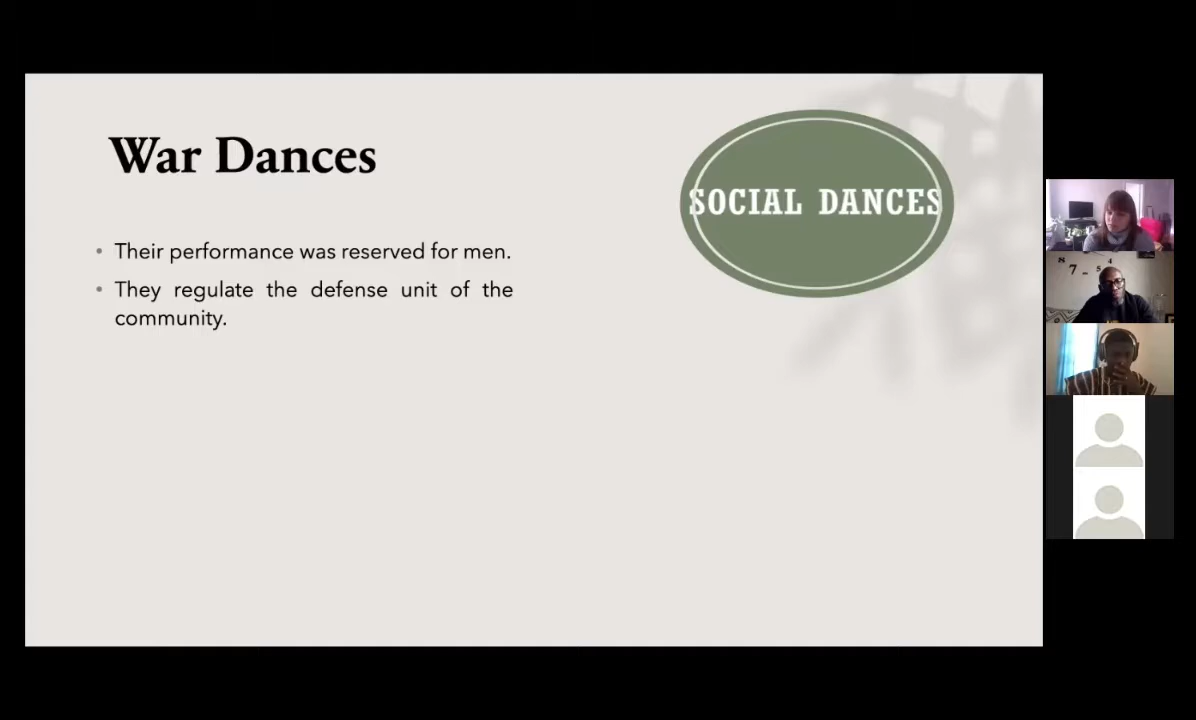 War Dances
SOCIAL DANCES
• Their performance was reserved for men.
• They regulate the defense unit of the
community.